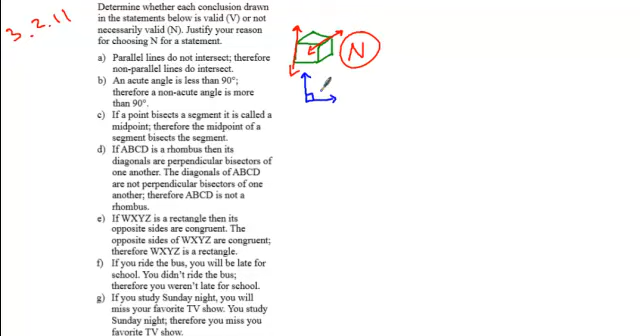 3.2.11
Determine whether each conclusion drawn
in the statements below is valid (V) or not
necessarily valid (N). Justify your reason
for choosing N for a statement.
a) Parallel lines do not intersect; therefore
non-parallel lines do intersect.
N
b) An acute angle is less than 90°;
therefore a non-acute angle is more
than 90°.
c) If a point bisects a segment it is called a
midpoint; therefore the midpoint of a
segment bisects the segment.
d) If ABCD is a rhombus then its
diagonals are perpendicular bisectors of
one another. The diagonals of ABCD
are not perpendicular bisectors of one
another; therefore ABCD is not a
rhombus.
e) If WXYZ is a rectangle then its
opposite sides are congruent. The
opposite sides of WXYZ are congruent;
therefore WXYZ is a rectangle.
f) If you ride the bus, you will be late for
school. You didn't ride the bus;
therefore you weren't late for school.
g) If you study Sunday night, you will
miss your favorite TV show. You study
Sunday night; therefore you miss you
favorite TV show.